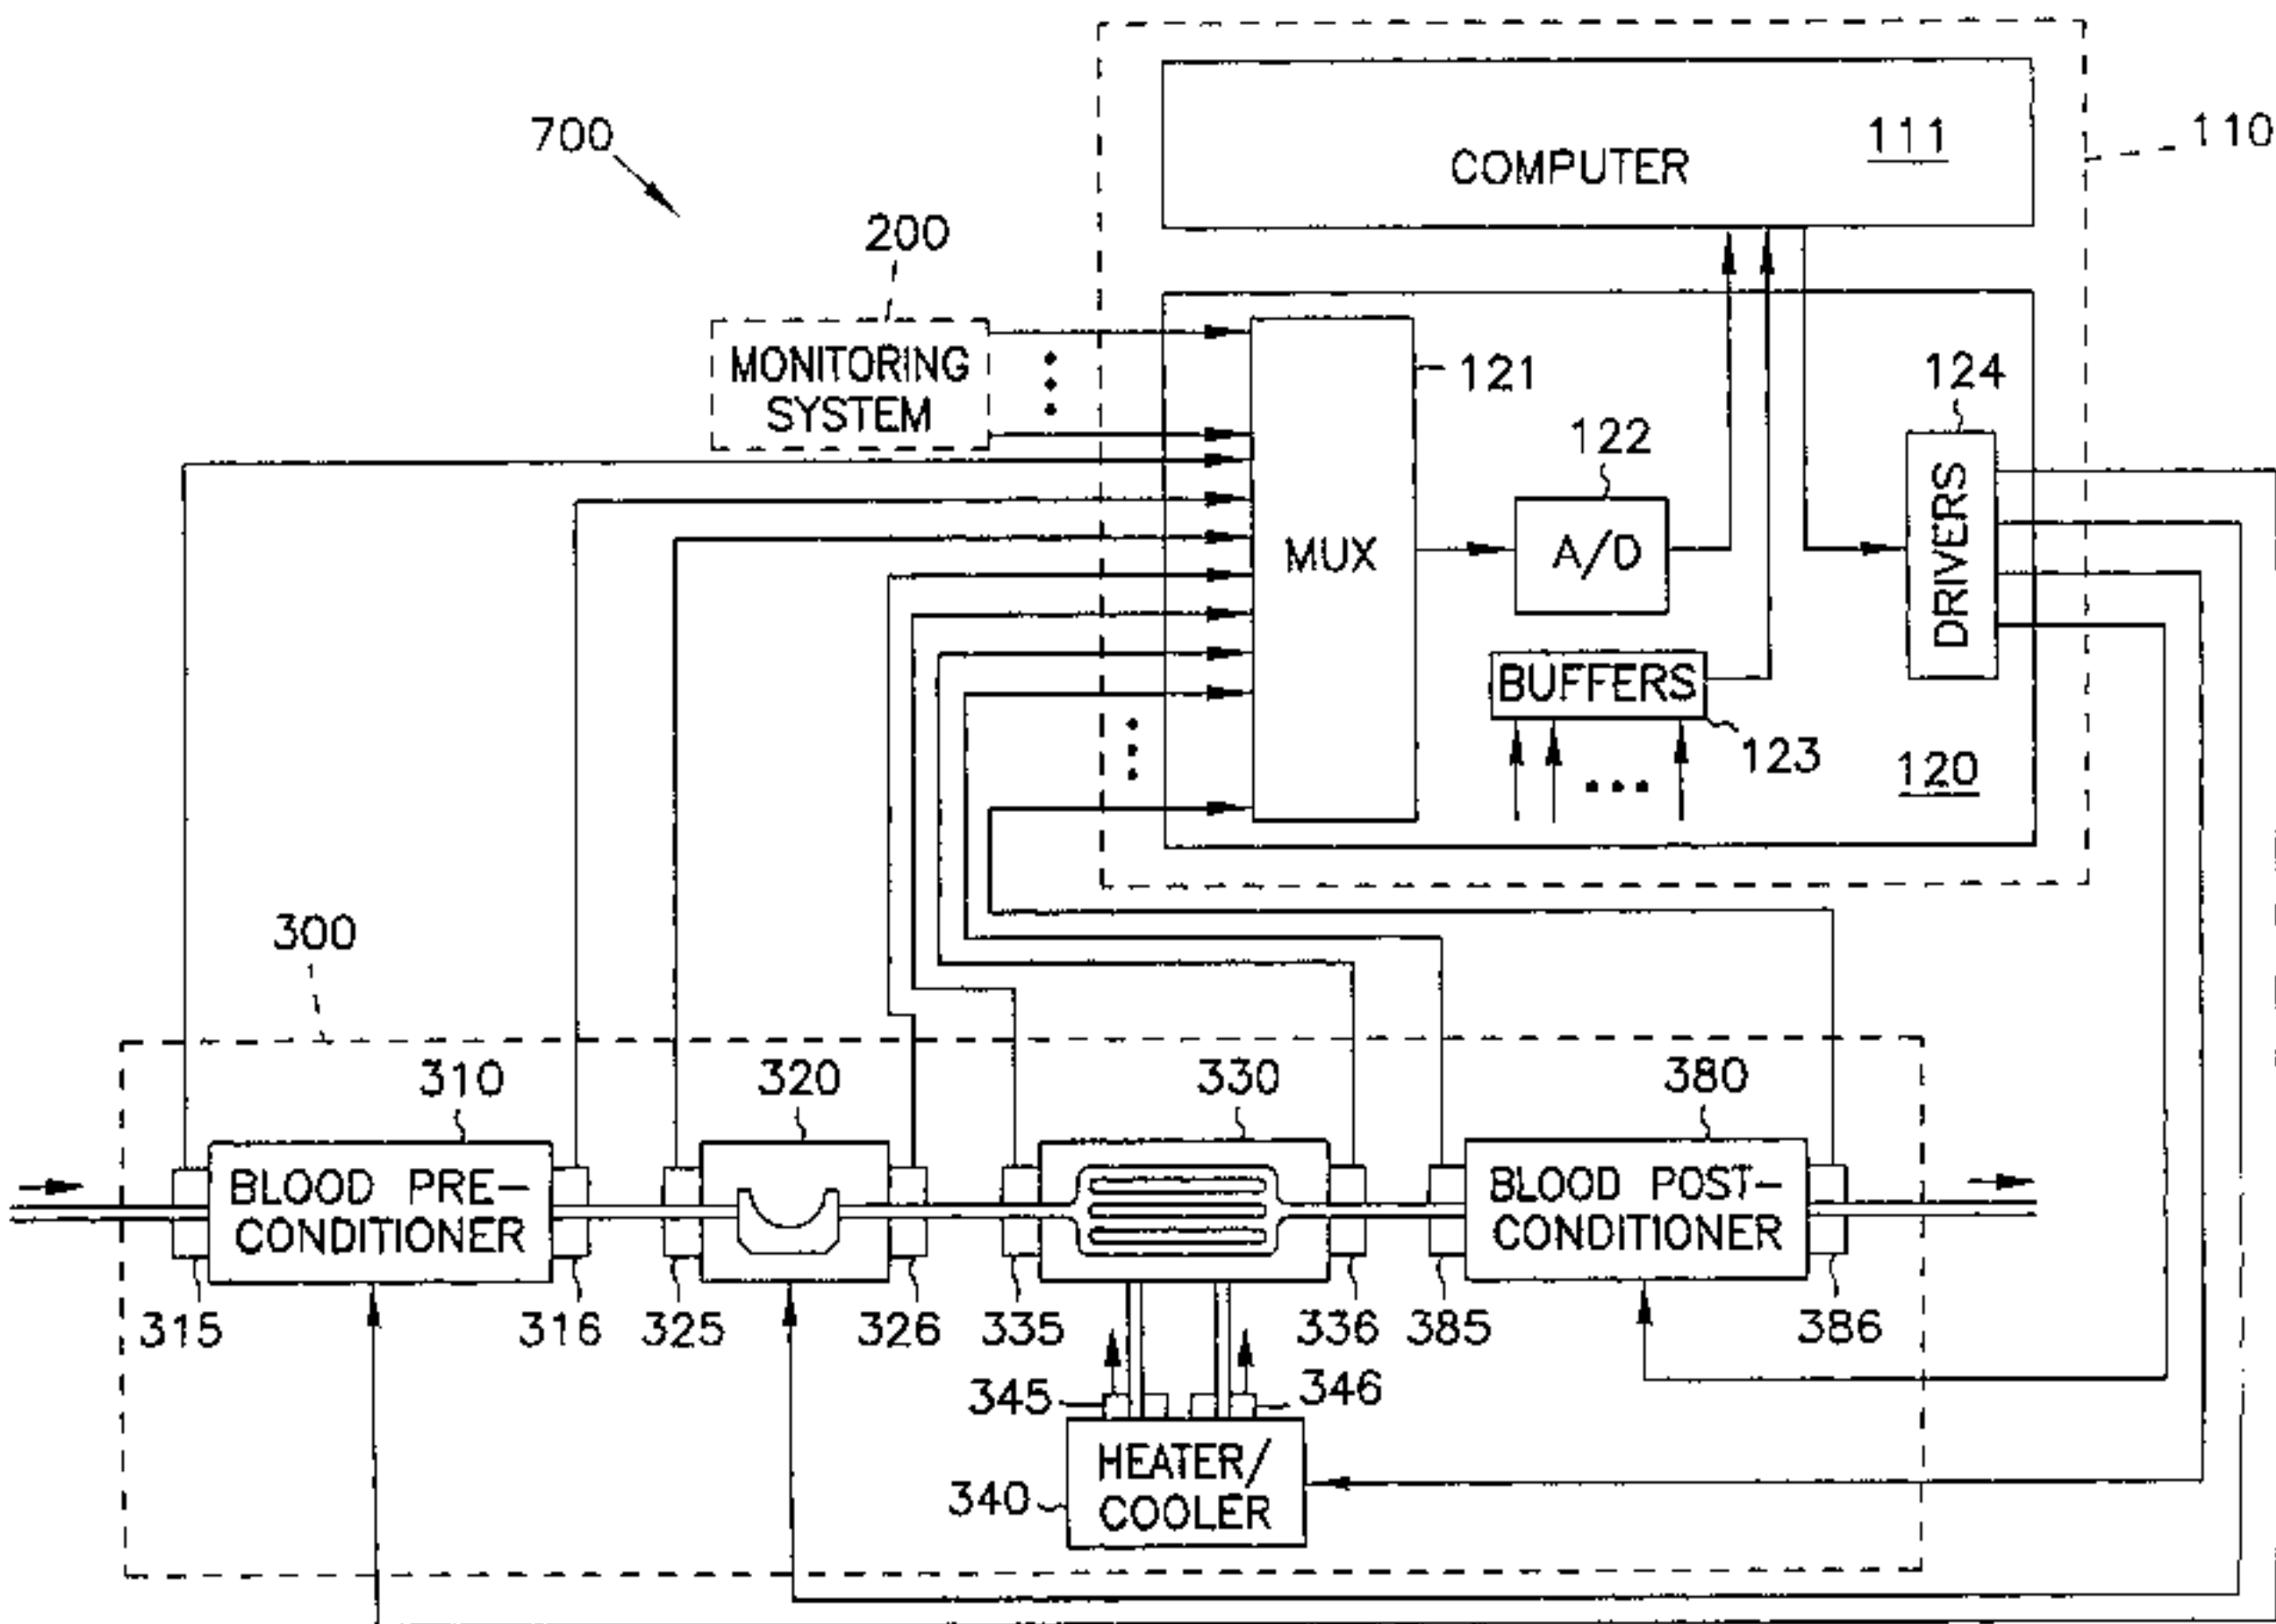 700
COMPUTER
111
110
200
MONITORING
SYSTEM
121
MUX
122
A/D
124
DRIVERS
BUFFERS
123
120
300
310
320
330
380
BLOOD PRE-
CONDITIONER
BLOOD POST-
CONDITIONER
315
316
325
326
335
336
385
386
345
346
340
HEATER/
COOLER